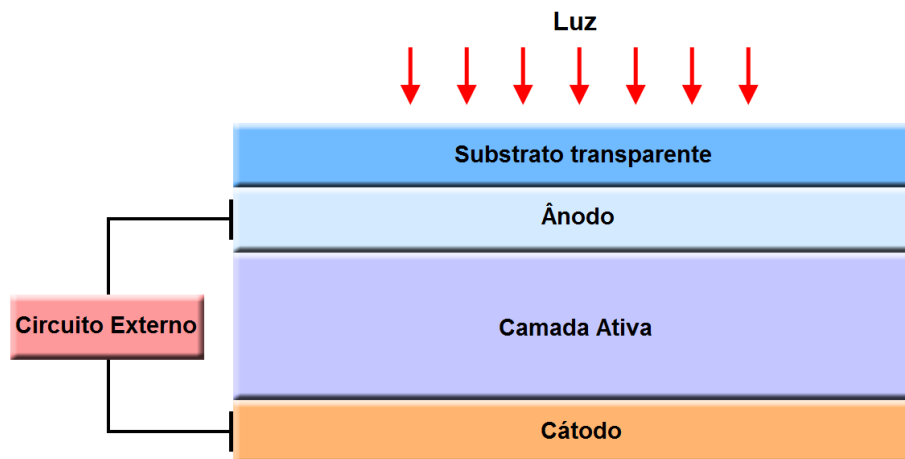 Luz
Substrato transparente
Ânodo
Circuito Externo
Camada Ativa
Cátodo